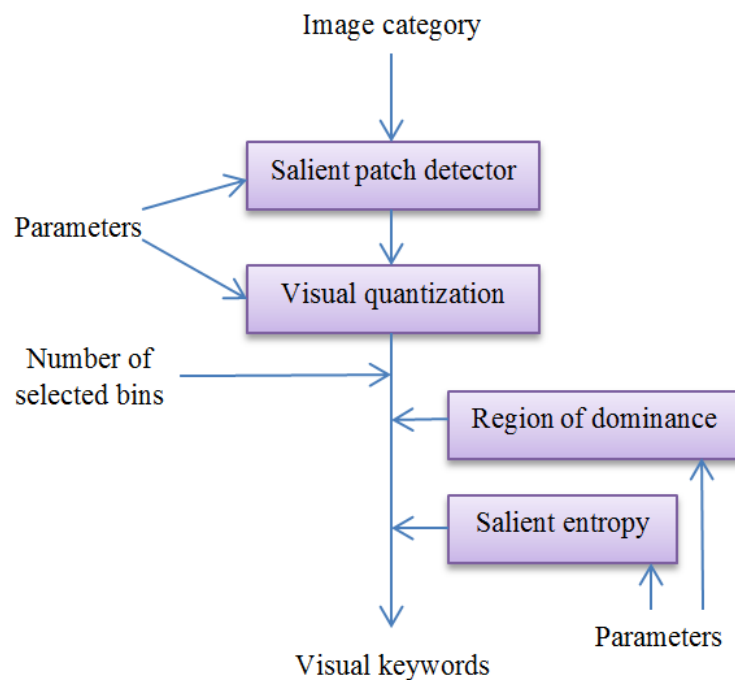 Image category
Salient patch detector
Parameters
Visual quantization
Number of
selected bins
Region of dominance
Salient entropy
Parameters
Visual keywords